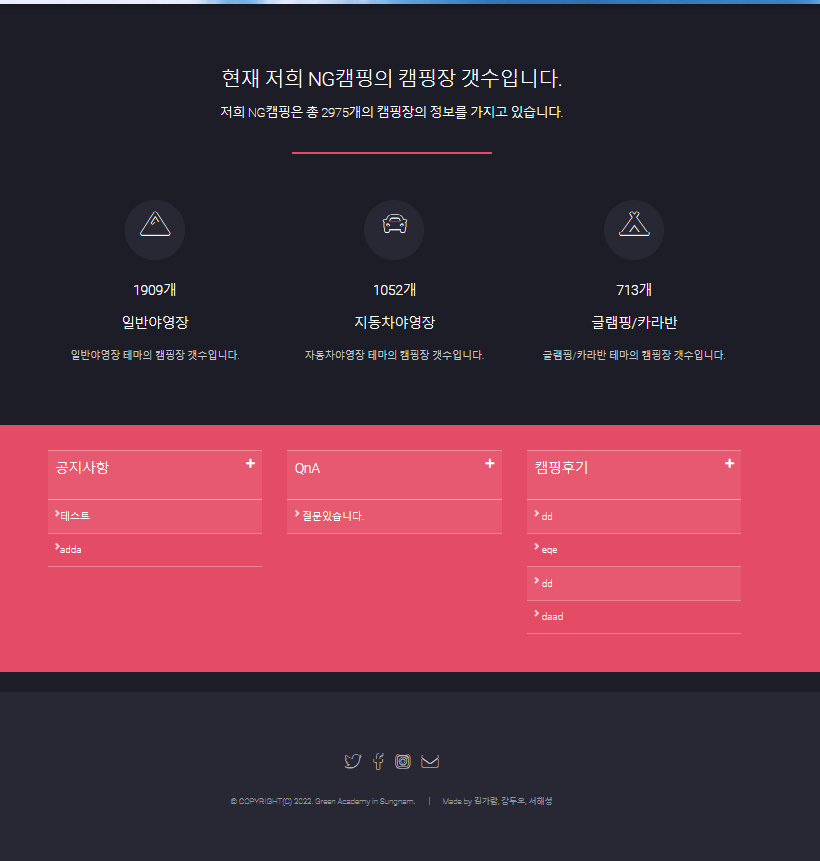 현재 저희 NG캠핑의 캠핑장 갯수입니다.
저희 NG캠핑은 총 2975개의 캠핑장의 정보를 가지고 있습니다.
1909개
일반야영장
일반야영장 테마의 캠핑장 갯수입니다.
1052개
자동차야영장
자동차야영장 테마의 캠핑장 갯수입니다.
713개
글램핑/카라반
글램핑/카라반 테마의 캠핑장 갯수입니다.
공지사항
테스트
adda
QnA
질문있습니다.
캠핑후기
dd
eqe
dd
daad
© COPYRIGHT(C) 2022. Green Academy in Sungnam. | Made by 김가람, 강두오, 서해성